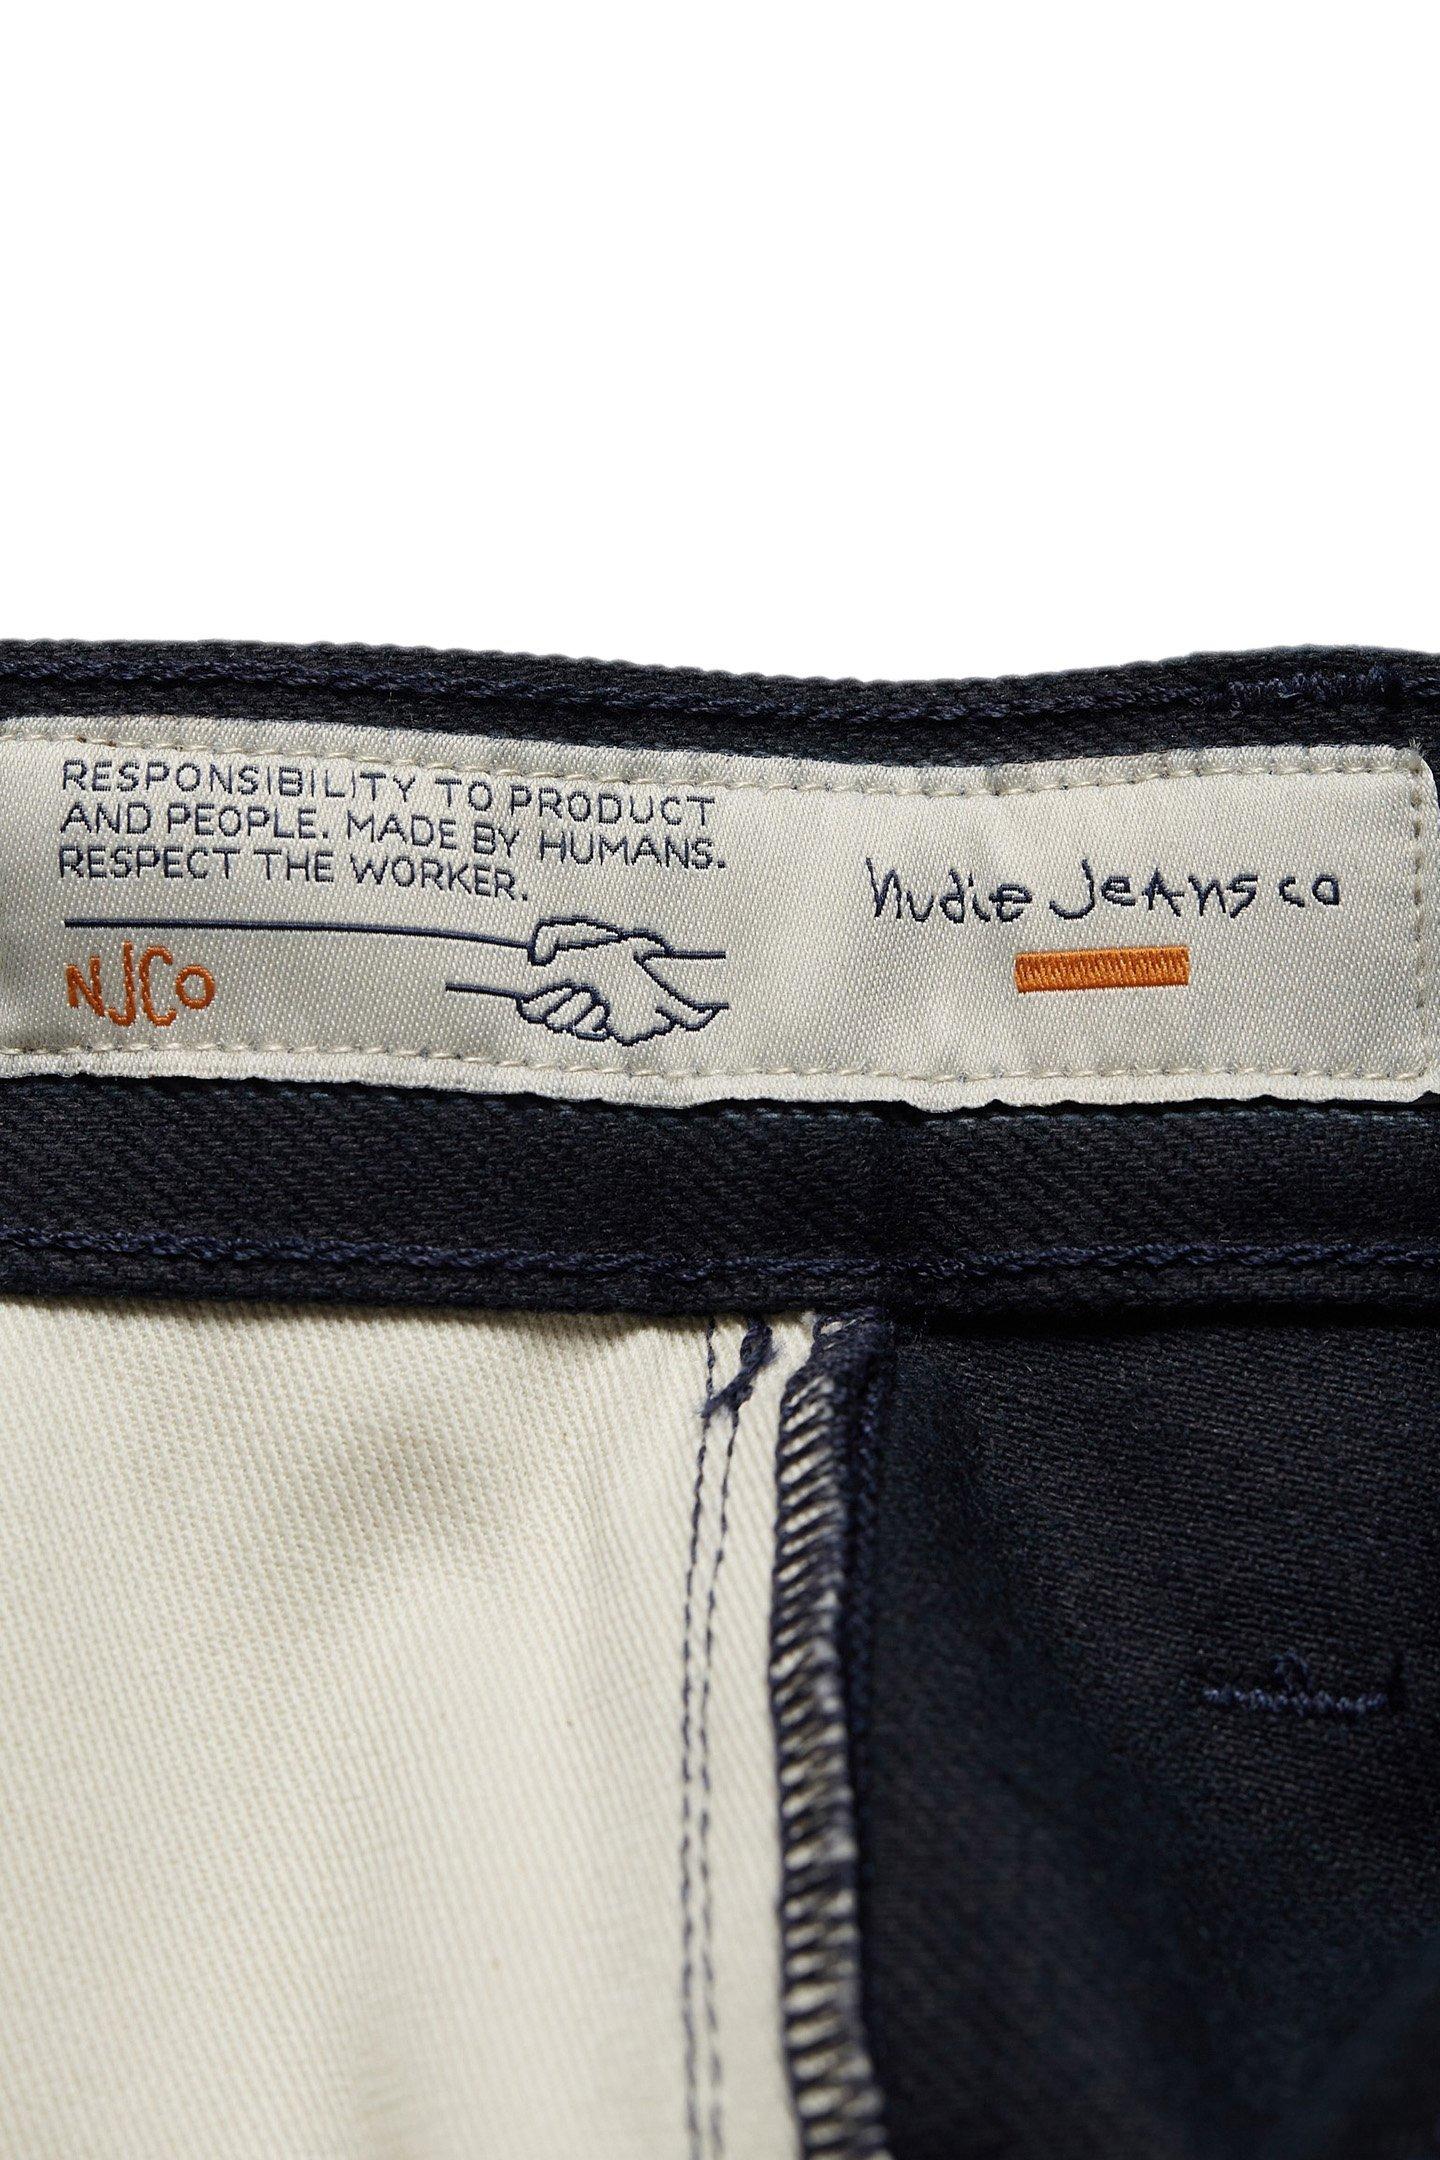 RESPONSIBILITY TO PRODUCT
AND PEOPLE. MADE BY HUMANS.
RESPECT THE WORKER.
NJCo
Nudie Jeans co